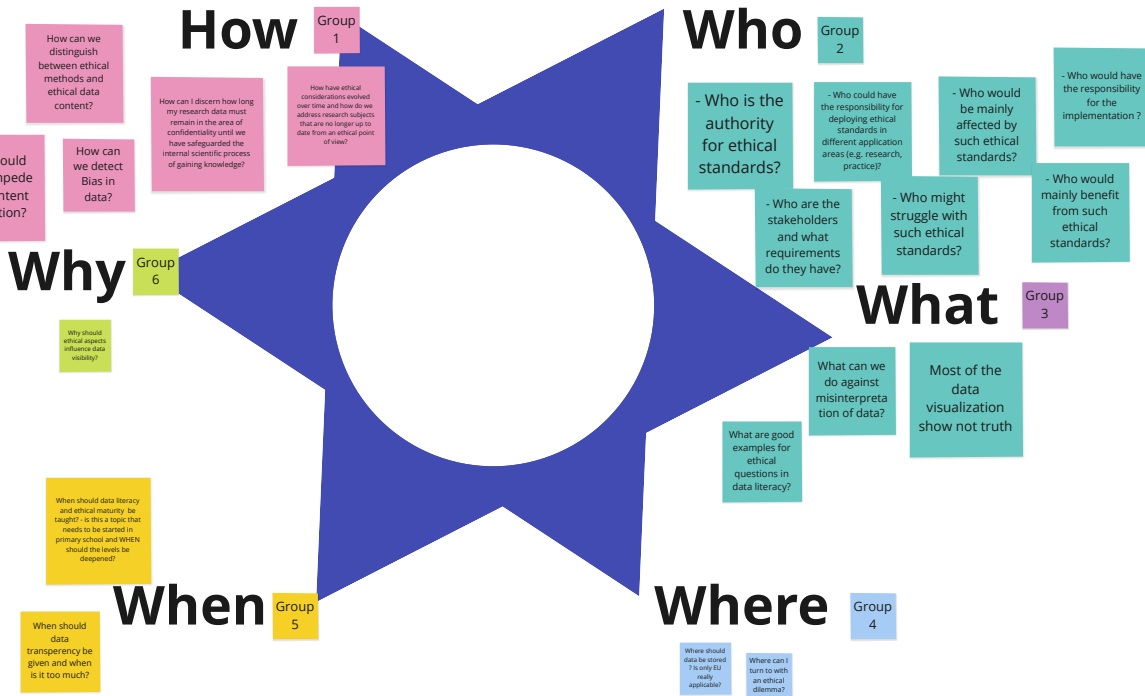 How
Group
1
How can we
distinguish
between ethical
methods and
ethical data
content?
How can I discern how long
my research data must
remain in the area of
confidentiality until we
have safeguarded the
internal scientific process
of gaining knowledge?
How have ethical
considerations evolved
over time and how do we
address research subjects
that are no longer up to
date from an ethical point
of view?
ould
npede
ntent
tion?
How can
we detect
Bias in
data?
Who
Group
2
- Who is the
authority
for ethical
standards?
- Who could have
the responsibility for
deploying ethical
standards in
different application
areas (e.g. research,
practice)?
- Who would
be mainly
affected by
such ethical
standards?
- Who would have
the responsibility
for the
implementation ?
- Who are the
stakeholders
and what
requirements
do they have?
- Who might
struggle with
such ethical
standards?
- Who would
mainly benefit
from such
ethical
standards?
Why
Group
6
Why should
ethical aspects
influence data
visibility?
What
Group
3
What can we
do against
misinterpreta
tion of data?
Most of the
data
visualization
show not truth
What are good
examples for
ethical
questions in
data literacy?
When should data literacy
and ethical maturity be
taught? - is this a topic that
needs to be started in
primary school and WHEN
should the levels be
deepened?
When
Group
5
When should
data
transperency be
given and when
is it too much?
Where
Group
4
Where should
data be stored
? Is only EU
really
applicable?
Where can I
turn to with
an ethical
dilemma?